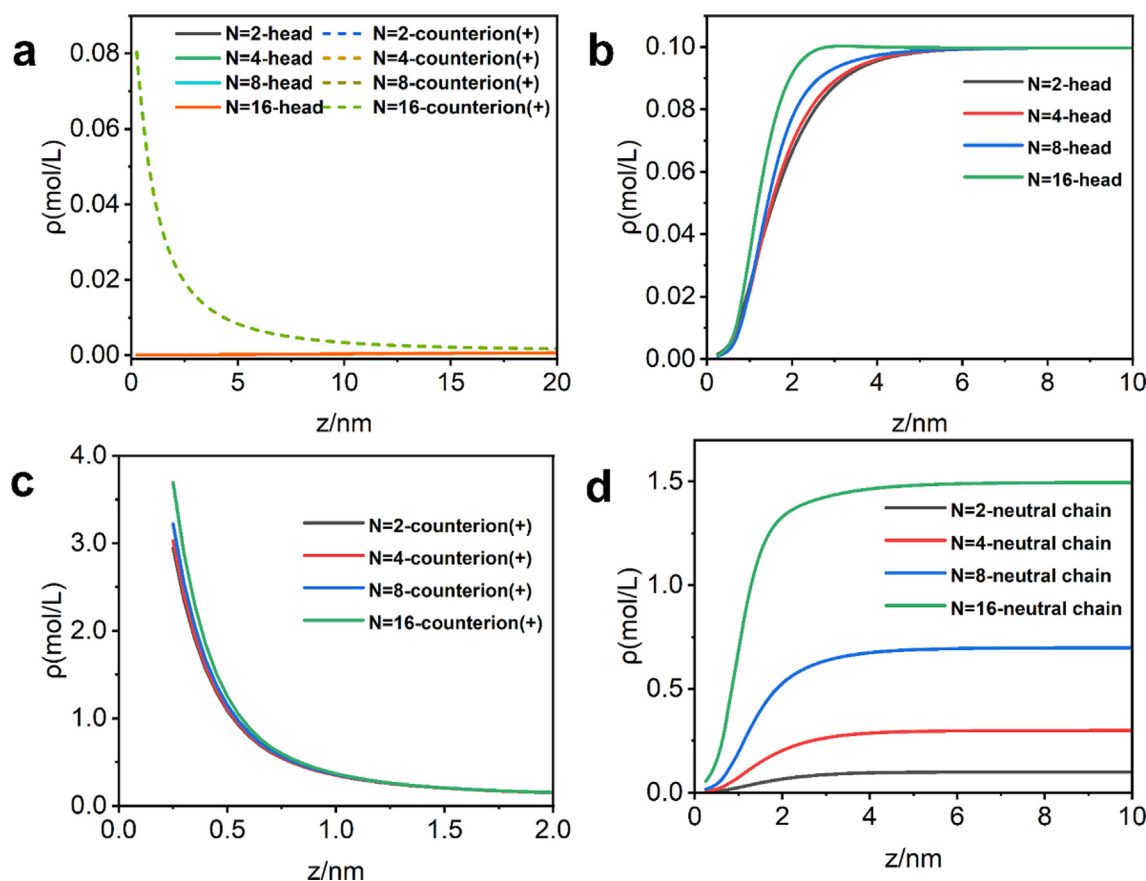 a
N=2-head N=2-counterion(+)
N=4-head N=4-counterion(+)
N=8-head N=8-counterion(+)
N=16-head N=16-counterion(+)
0.08
0.06
0.04
0.02
0.00
ρ(mol/L)
0 5 10 15 20
z/nm
b
0.10
0.08
0.06
0.04
0.02
0.00
ρ(mol/L)
N=2-head
N=4-head
N=8-head
N=16-head
0 2 4 6 8 10
z/nm
c
4.0
3.0
2.0
1.0
0.0
ρ(mol/L)
N=2-counterion(+)
N=4-counterion(+)
N=8-counterion(+)
N=16-counterion(+)
0.0 0.5 1.0 1.5 2.0
z/nm
d
1.5
1.0
0.5
0.0
ρ(mol/L)
N=2-neutral chain
N=4-neutral chain
N=8-neutral chain
N=16-neutral chain
0 2 4 6 8 10
z/nm